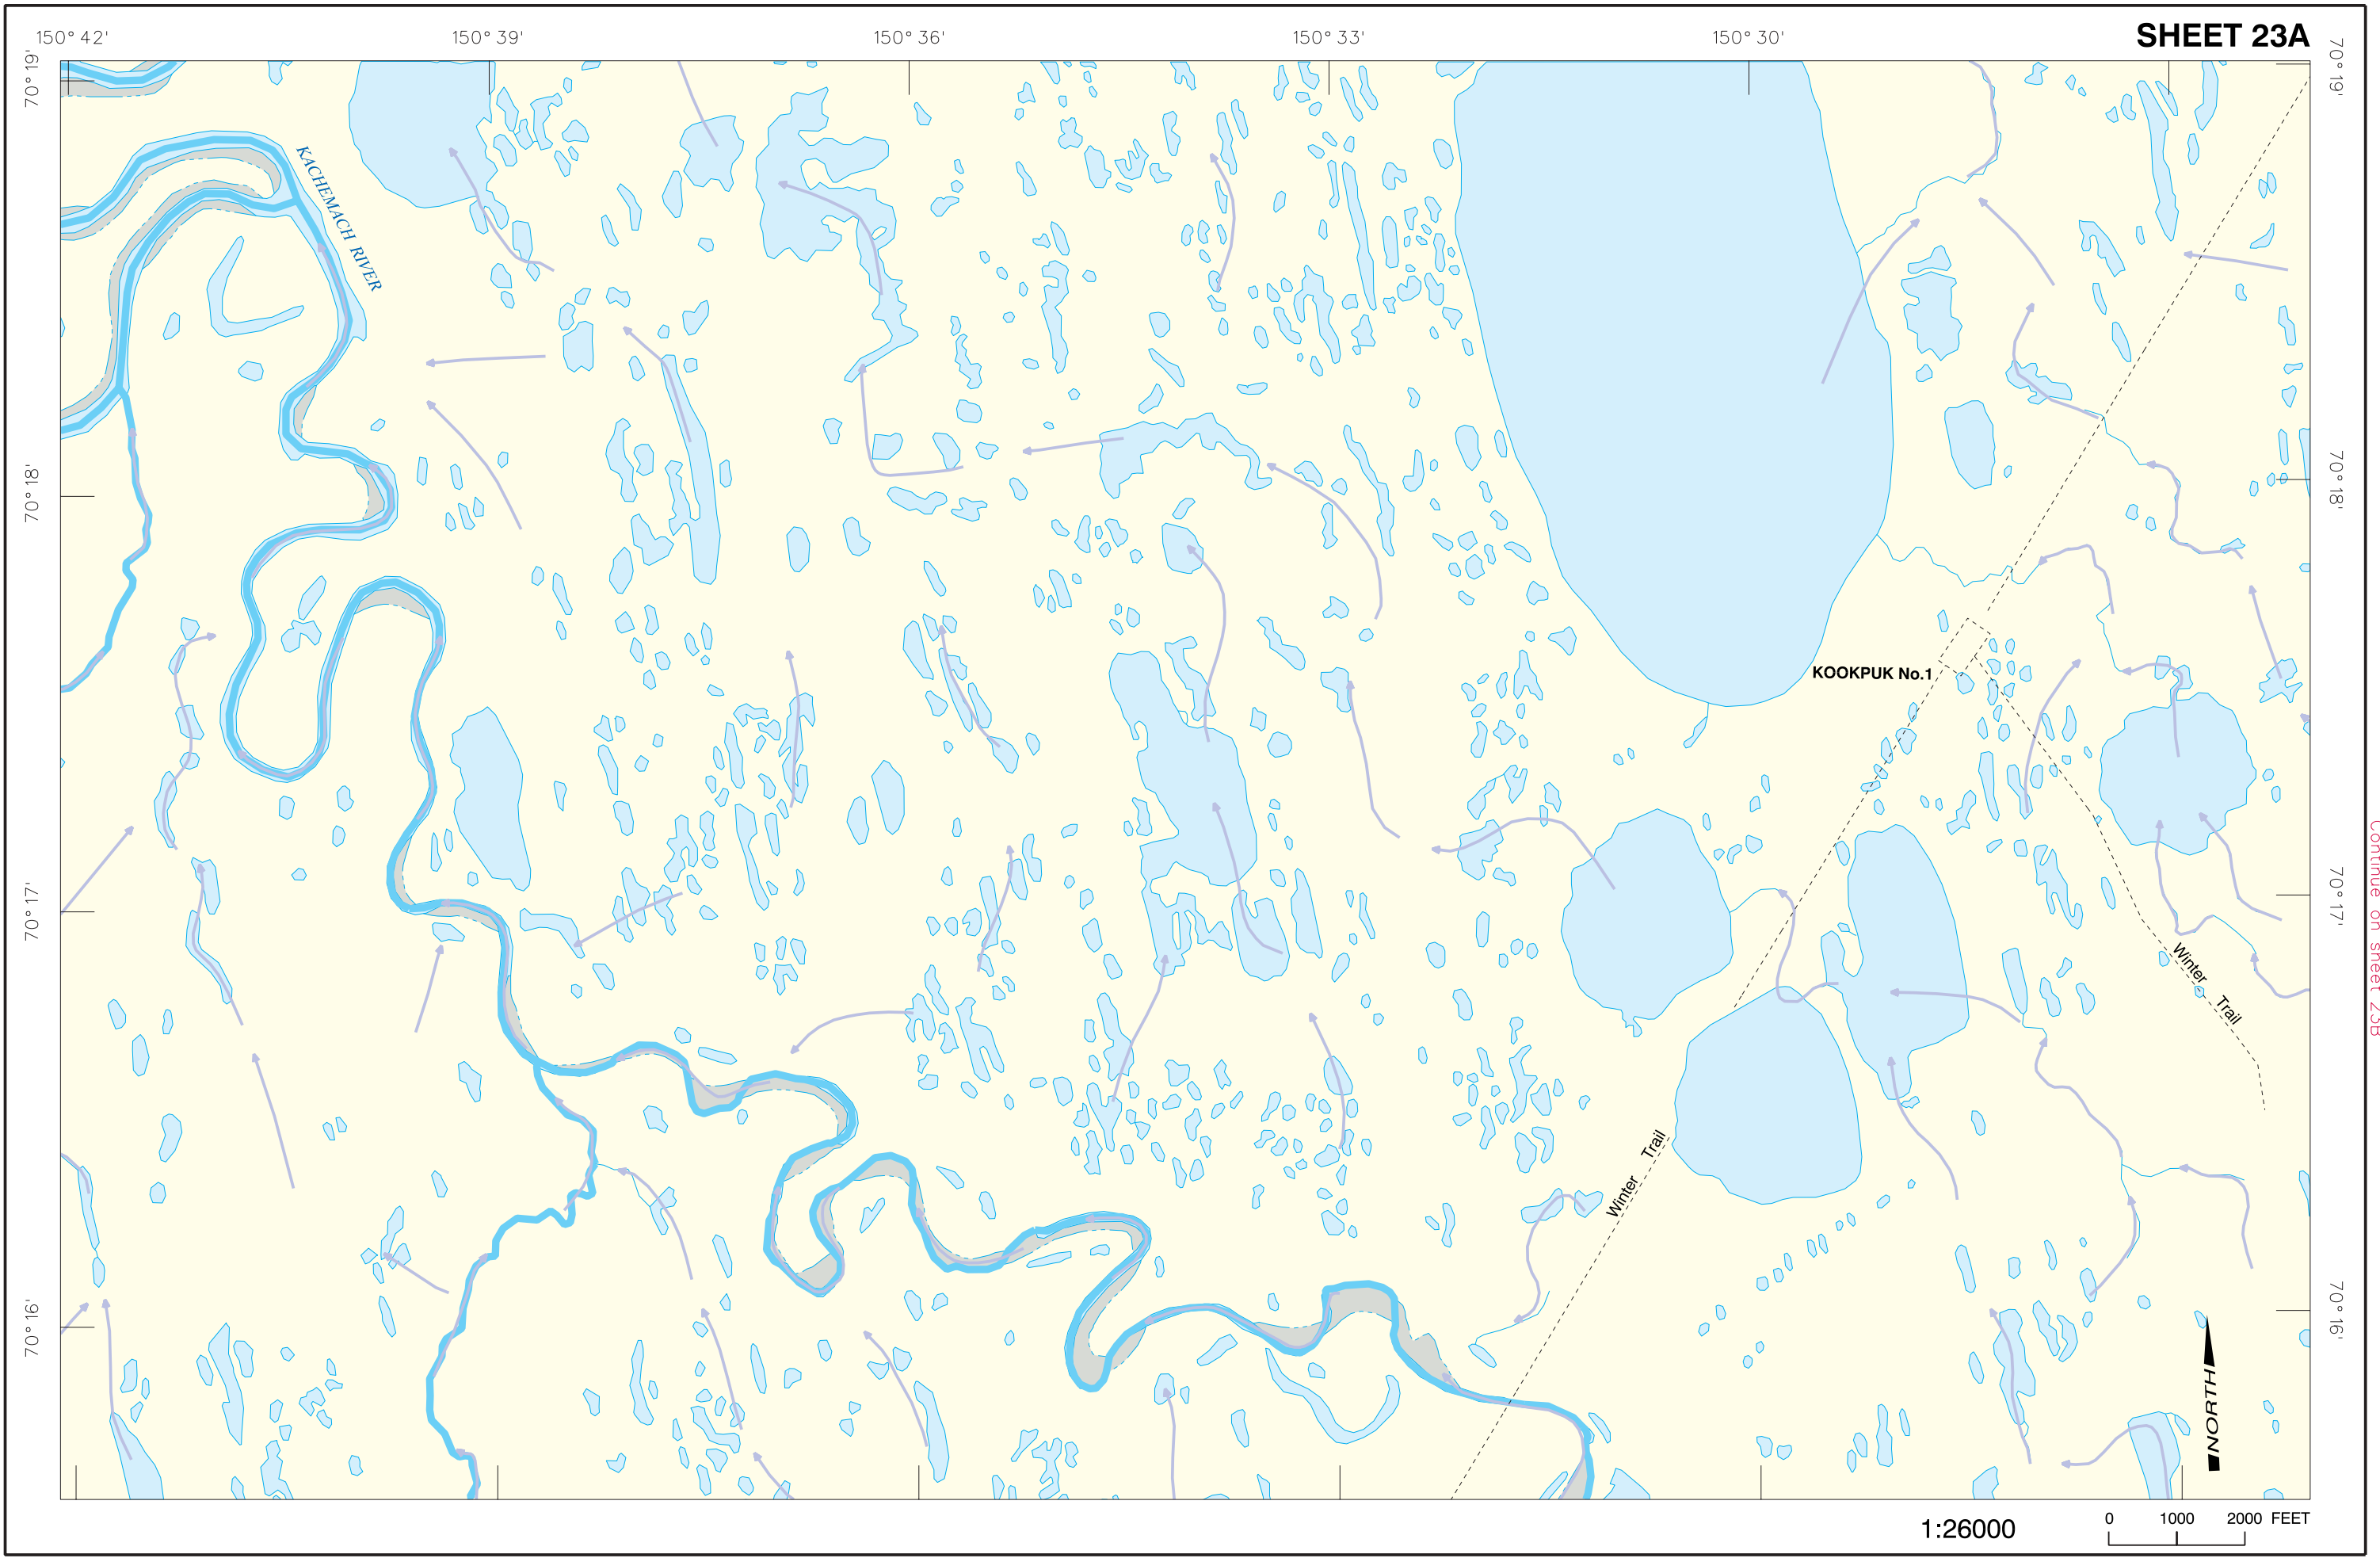 SHEET 23A
150° 42'
150° 39'
150° 36'
150° 33'
150° 30'
70° 19'
70° 19'
KACHEMACH RIVER
70° 18'
70° 18'
KOOKPUK No.1
Continue on sheet 23B
70° 17'
70° 17'
Winter Trail
Winter Trail
70° 16'
70° 16'
NORTH
1:26000
0 1000 2000 FEET